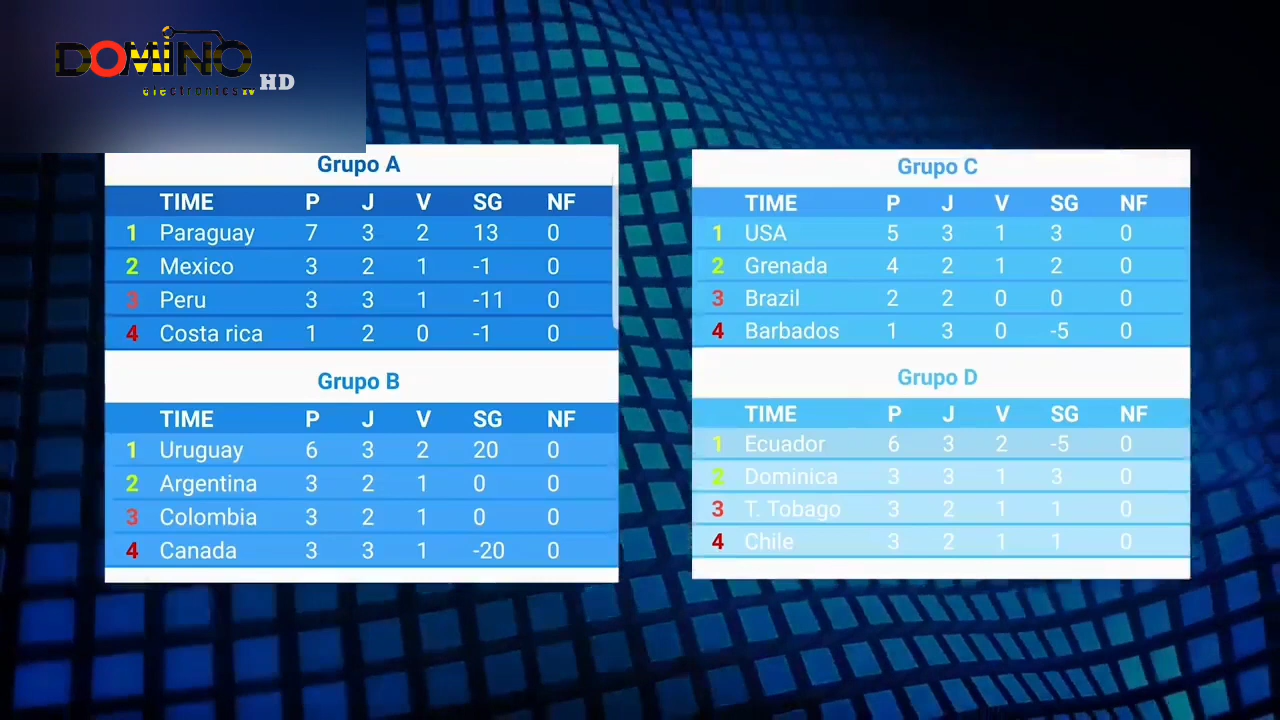 DOMINO
electronics TV HD
Grupo A
TIME P J V SG NF
1 Paraguay 7 3 2 13 0
2 Mexico 3 2 1 -1 0
3 Peru 3 3 1 -11 0
4 Costa rica 1 2 0 -1 0
Grupo B
TIME P J V SG NF
1 Uruguay 6 3 2 20 0
2 Argentina 3 2 1 0 0
3 Colombia 3 2 1 0 0
4 Canada 3 3 1 -20 0
Grupo C
TIME P J V SG NF
1 USA 5 3 1 3 0
2 Grenada 4 2 1 2 0
3 Brazil 2 2 0 0 0
4 Barbados 1 3 0 -5 0
Grupo D
TIME P J V SG NF
1 Ecuador 6 3 2 -5 0
2 Dominica 3 3 1 3 0
3 T. Tobago 3 2 1 1 0
4 Chile 3 2 1 1 0